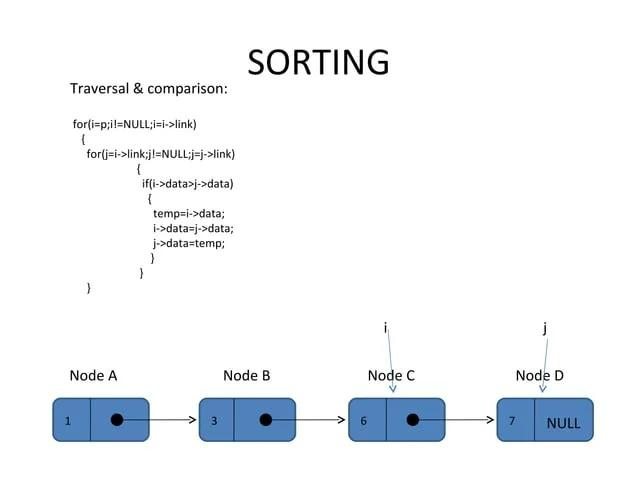 SORTING
Traversal & comparison:
for(i=p;i!=NULL;i=i->link)
{
for(j=i->link;j!=NULL;j=j->link)
{
if(i->data>j->data)
{
temp=i->data;
i->data=j->data;
j->data=temp;
}
}
}
i j
Node A Node B Node C Node D
1 3 6 7 NULL